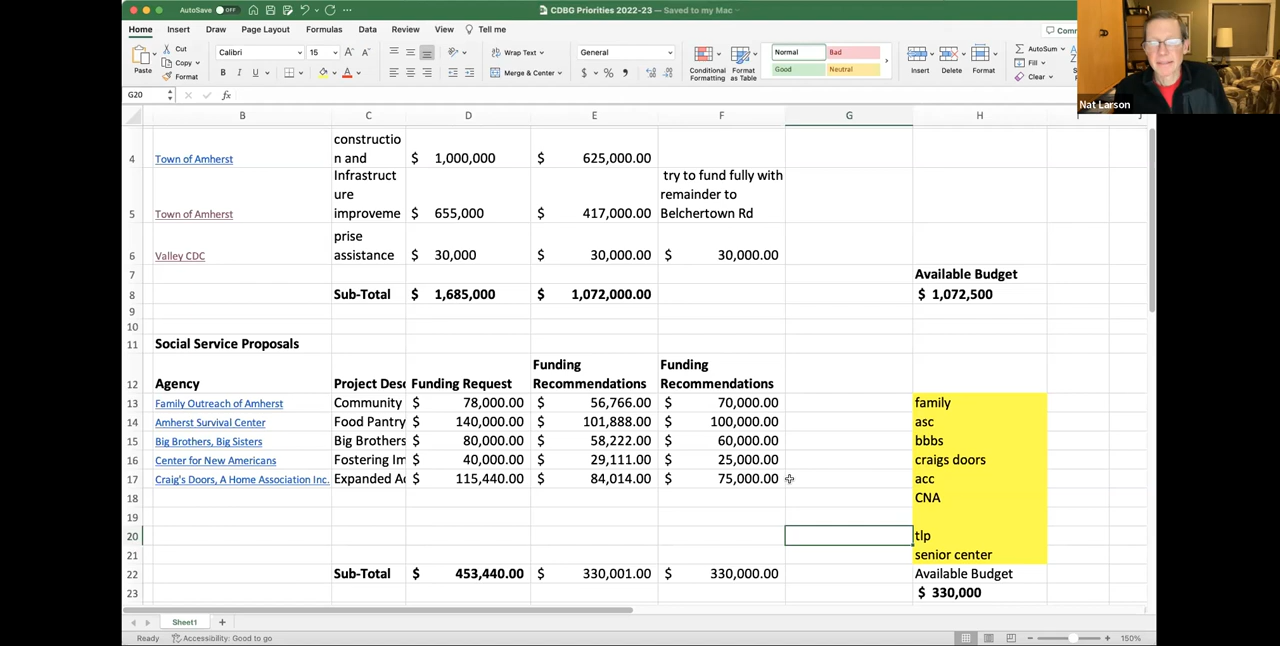 AutoSave OFF
CDBG Priorities 2022-23 — Saved to my Mac
Home Insert Draw Page Layout Formulas Data Review View Tell me
Paste Cut Copy Format
Calibri 15
B I U
Wrap Text
Merge & Center
General
Conditional Formatting
Format as Table
Normal Bad
Good Neutral
Insert Delete Format
AutoSum
Fill
Clear
Nat Larson
G20 fx
B C D E F G H
4 Town of Amherst constructio n and $ 1,000,000 $ 625,000.00
5 Town of Amherst Infrastruct ure improveme $ 655,000 $ 417,000.00 try to fund fully with remainder to Belchertown Rd
6 Valley CDC prise assistance $ 30,000 $ 30,000.00 $ 30,000.00
7 Available Budget
8 Sub-Total $ 1,685,000 $ 1,072,000.00 $ 1,072,500
9
10
11 Social Service Proposals
12 Agency Project Desc Funding Request Funding Recommendations Funding Recommendations
13 Family Outreach of Amherst Community $ 78,000.00 $ 56,766.00 $ 70,000.00 family
14 Amherst Survival Center Food Pantry $ 140,000.00 $ 101,888.00 $ 100,000.00 asc
15 Big Brothers, Big Sisters Big Brothers $ 80,000.00 $ 58,222.00 $ 60,000.00 bbbs
16 Center for New Americans Fostering Im $ 40,000.00 $ 29,111.00 $ 25,000.00 craigs doors
17 Craig's Doors, A Home Association Inc. Expanded Ac $ 115,440.00 $ 84,014.00 $ 75,000.00 acc
18 CNA
19
20 tlp
21 senior center
22 Sub-Total $ 453,440.00 $ 330,001.00 $ 330,000.00 Available Budget
23 $ 330,000
Sheet1
Ready Accessibility: Good to go 150%